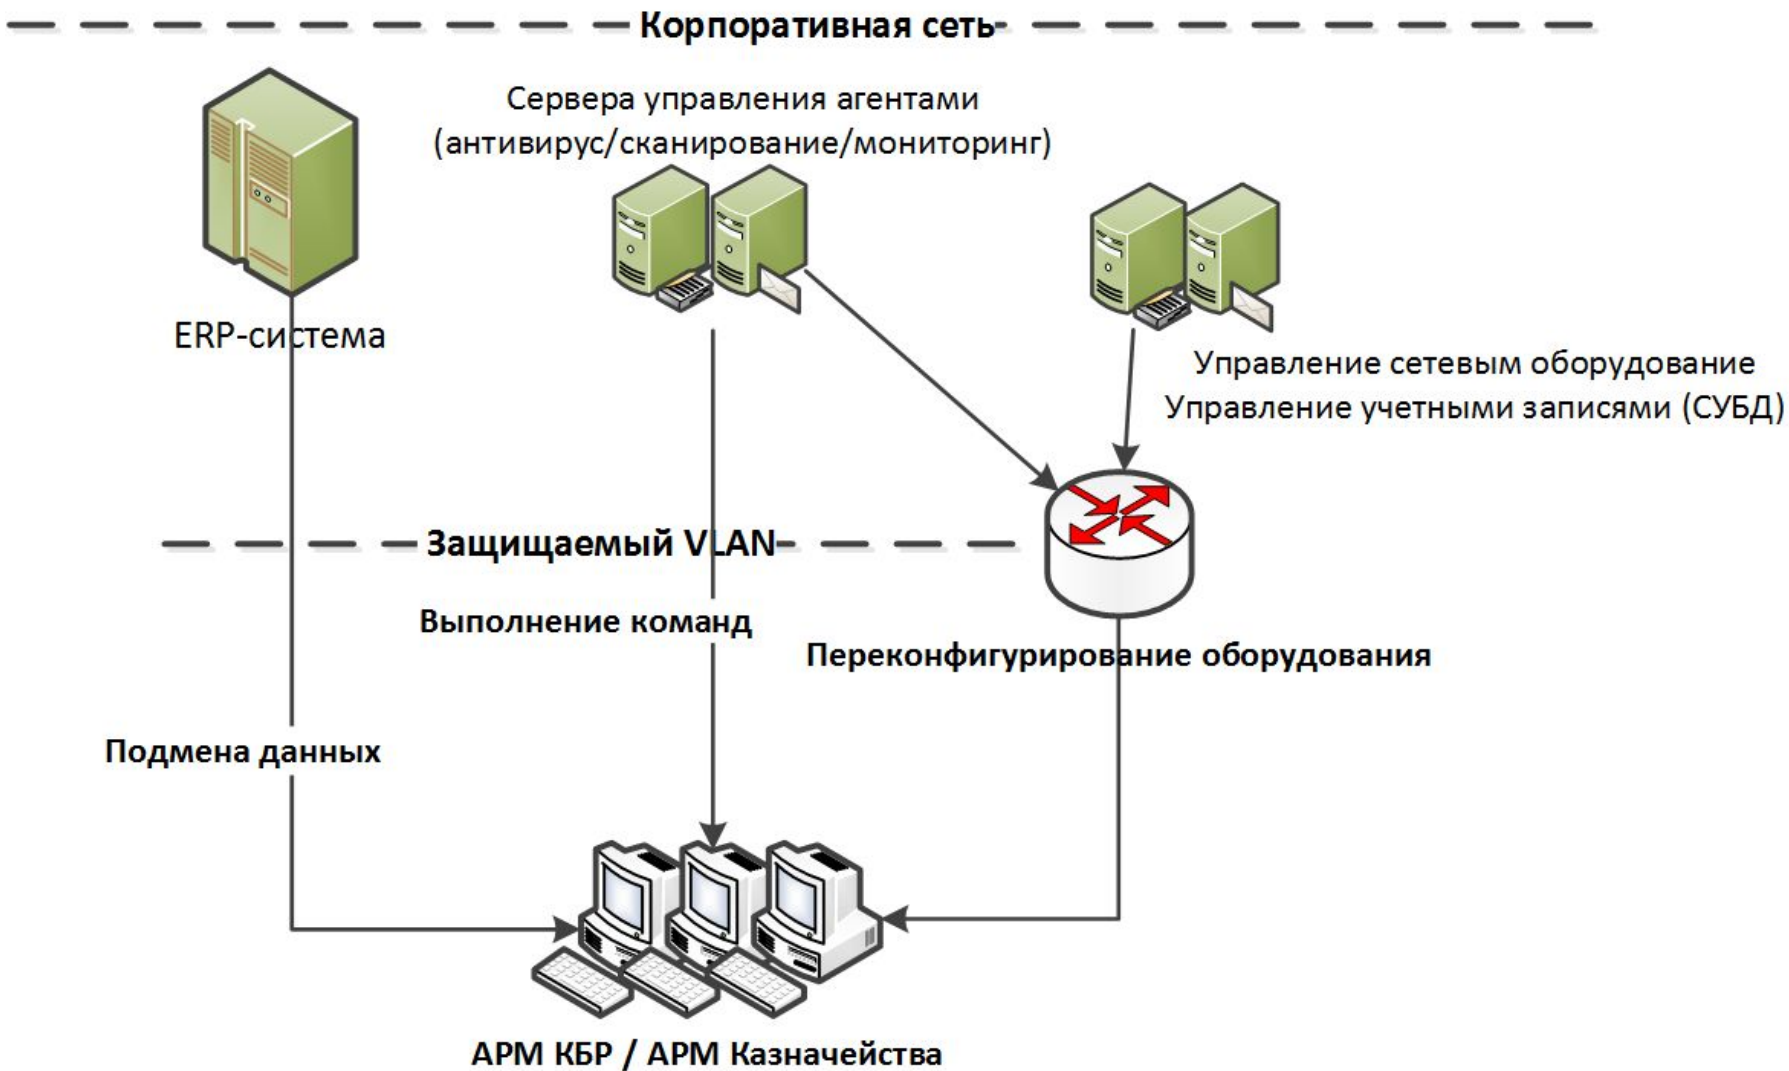 Корпоративная сеть
Сервера управления агентами
(антивирус/сканирование/мониторинг)
ERP-система
Управление сетевым оборудование
Управление учетными записями (СУБД)
Защищаемый VLAN
Выполнение команд
Переконфигурирование оборудования
Подмена данных
АРМ КБР / АРМ Казначейства